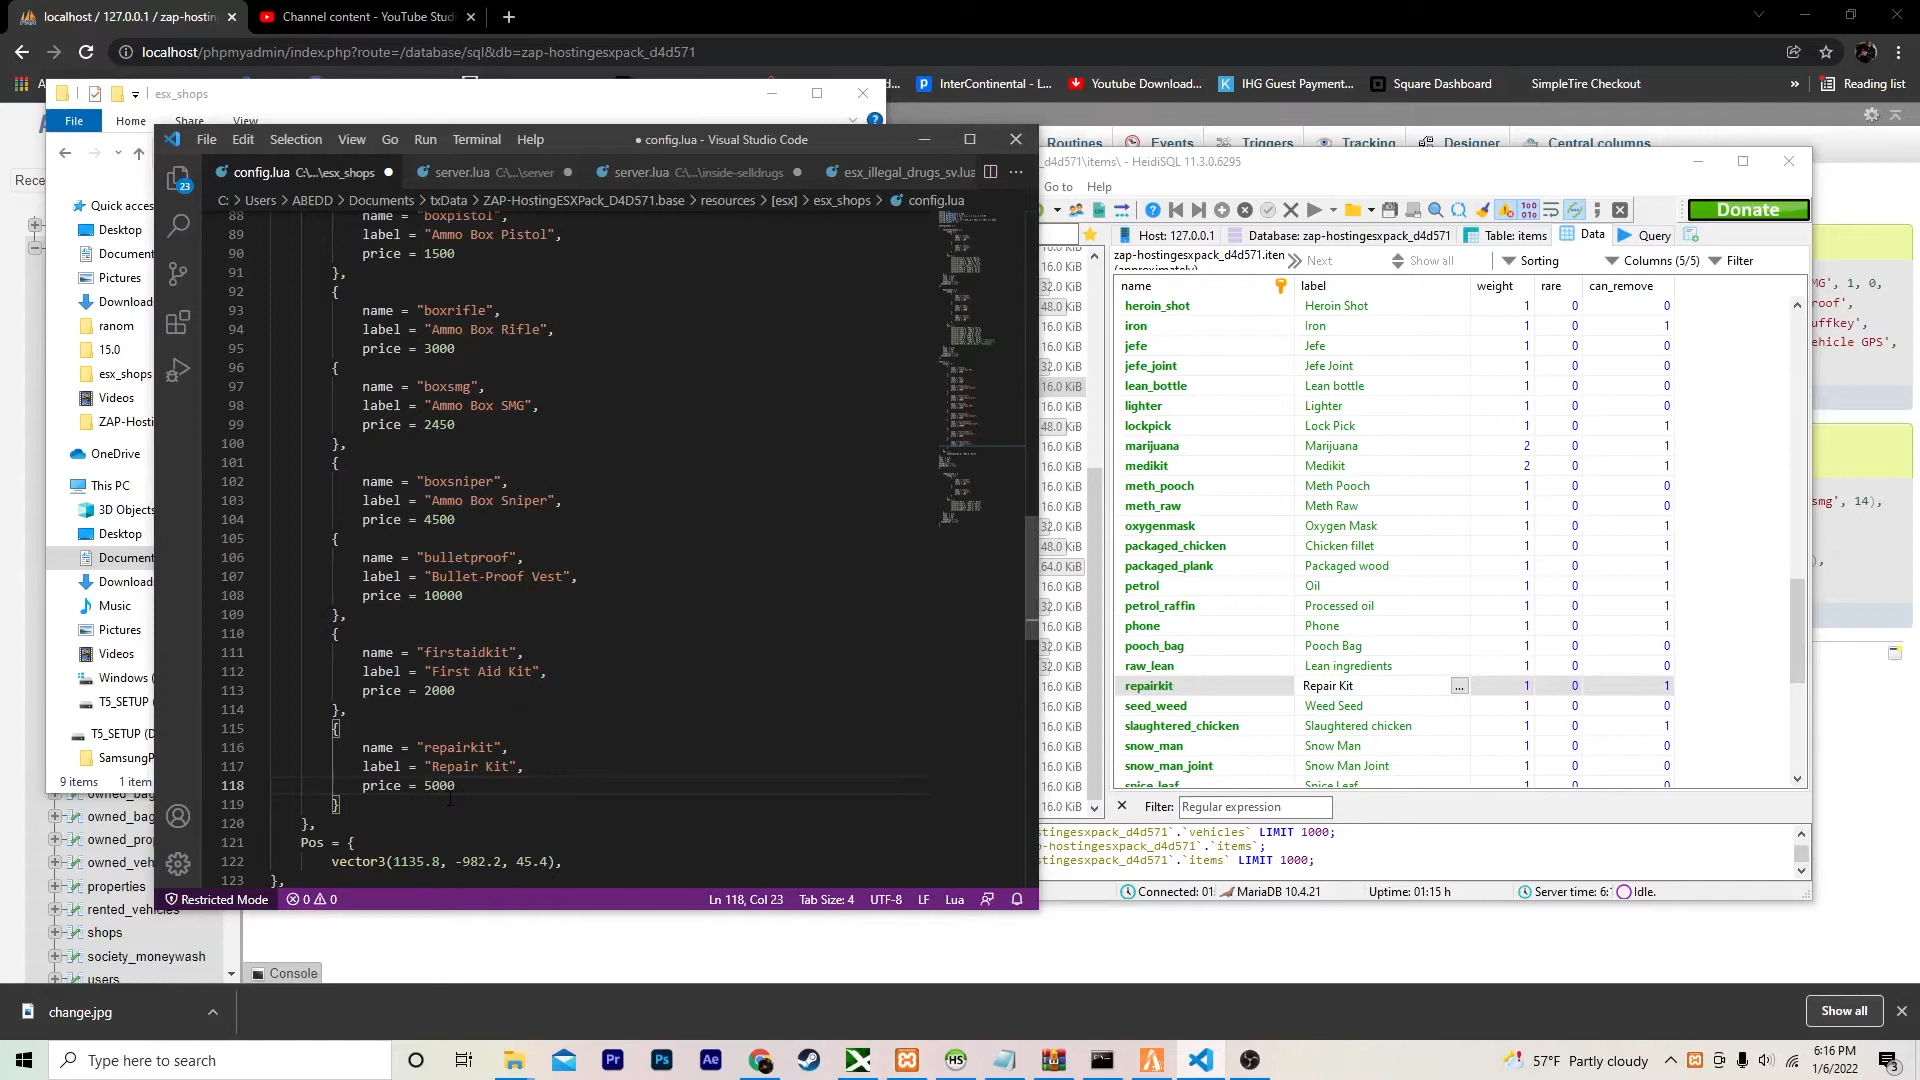 localhost / 127.0.0.1 / zap-hostin
Channel content - YouTube Studi
localhost/phpmyadmin/index.php?route=/database/sql&db=zap-hostingesxpack_d4d571
InterContinental - L...
Youtube Download...
IHG Guest Payment...
Square Dashboard
SimpleTire Checkout
Reading list
esx_shops
File
Home
Share
View
Routines
Events
Triggers
Tracking
Designer
Central columns
File Edit Selection View Go Run Terminal Help
● config.lua - Visual Studio Code
config.lua C:\...\esx_shops
server.lua C:\...\server
server.lua C:\...\inside-selldrugs
esx_illegal_drugs_sv.lua
C: > Users > ABEDD > Documents > txData > ZAP-HostingESXPack_D4D571.base > resources > [esx] > esx_shops > config.lua
88 name = "boxpistol",
89 label = "Ammo Box Pistol",
90 price = 1500
91 },
92 {
93 name = "boxrifle",
94 label = "Ammo Box Rifle",
95 price = 3000
96 {
97 name = "boxsmg",
98 label = "Ammo Box SMG",
99 price = 2450
100 },
101 {
102 name = "boxsniper",
103 label = "Ammo Box Sniper",
104 price = 4500
105 {
106 name = "bulletproof",
107 label = "Bullet-Proof Vest",
108 price = 10000
109 },
110 {
111 name = "firstaidkit",
112 label = "First Aid Kit",
113 price = 2000
114 },
115 {
116 name = "repairkit",
117 label = "Repair Kit",
118 price = 5000
119 }
120 },
121 Pos = {
122 vector3(1135.8, -982.2, 45.4),
123 },
23
Restricted Mode
0 0
Ln 118, Col 23
Tab Size: 4
UTF-8
LF
Lua
Rece
Quick acces
Desktop
Document
Pictures
Download
ranom
15.0
esx_shops
Videos
ZAP-Hosti
OneDrive
This PC
3D Objects
Desktop
Document
Download
Music
Pictures
Videos
Windows (
T5_SETUP (
T5_SETUP (D
SamsungP
9 items
1 item
owned_bag
owned_prop
owned_veh
properties
rented_vehicles
shops
society_moneywash
users
Console
_d4d571\items\ - HeidiSQL 11.3.0.6295
Go to
Help
Donate
Host: 127.0.0.1
Database: zap-hostingesxpack_d4d571
Table: items
Data
Query
zap-hostingesxpack_d4d571.iten
(approximately)
Next
Show all
Sorting
Columns (5/5)
Filter
name label weight rare can_remove
heroin_shot Heroin Shot 1 0 0
iron Iron 1 0 1
jefe Jefe 1 0 0
jefe_joint Jefe Joint 1 0 0
lean_bottle Lean bottle 1 0 0
lighter Lighter 1 0 0
lockpick Lock Pick 1 0 0
marijuana Marijuana 2 0 1
medikit Medikit 2 0 1
meth_pooch Meth Pooch 1 0 0
meth_raw Meth Raw 1 0 0
oxygenmask Oxygen Mask 1 0 1
packaged_chicken Chicken fillet 1 0 1
packaged_plank Packaged wood 1 0 1
petrol Oil 1 0 1
petrol_raffin Processed oil 1 0 1
phone Phone 1 0 1
pooch_bag Pooch Bag 1 0 0
raw_lean Lean ingredients 1 0 0
repairkit Repair Kit ... 1 0 1
seed_weed Weed Seed 1 0 0
slaughtered_chicken Slaughtered chicken 1 0 1
snow_man Snow Man 1 0 0
snow_man_joint Snow Man Joint 1 0 0
spice_leaf Spice Leaf
Filter: Regular expression
stingesxpack_d4d571`.`vehicles` LIMIT 1000;
p-hostingesxpack_d4d571`.`items`;
stingesxpack_d4d571`.`items` LIMIT 1000;
Connected: 01:
MariaDB 10.4.21
Uptime: 01:15 h
Server time: 6:
Idle.
MG', 1, 0,
oof',
uffkey',
ehicle GPS',
smg', 14),
change.jpg
Show all
Type here to search
57°F Partly cloudy
6:16 PM
1/6/2022